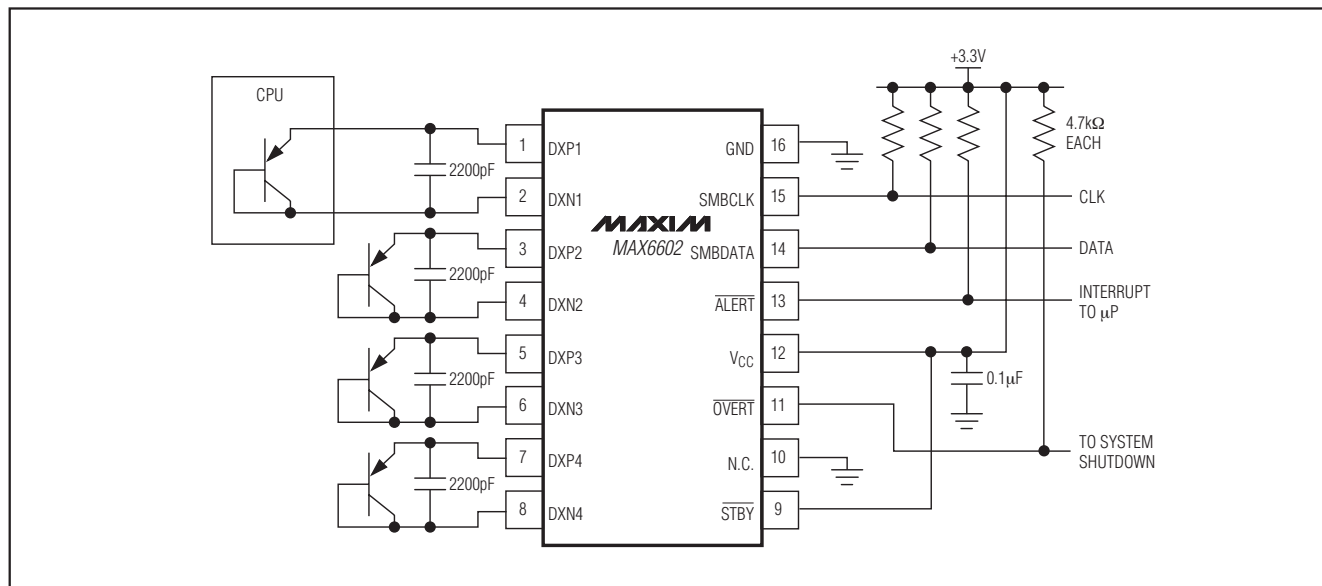 +3.3V
CPU
4.7kΩ
EACH
1
DXP1
GND
16
2200pF
2
DXN1
SMBCLK
15
CLK
MAXIM
MAX6602
3
DXP2
SMBDATA
14
DATA
2200pF
4
DXN2
ALERT
13
INTERRUPT
TO μP
5
DXP3
VCC
12
2200pF
0.1μF
6
DXN3
OVERT
11
TO SYSTEM
SHUTDOWN
7
DXP4
N.C.
10
2200pF
8
DXN4
STBY
9